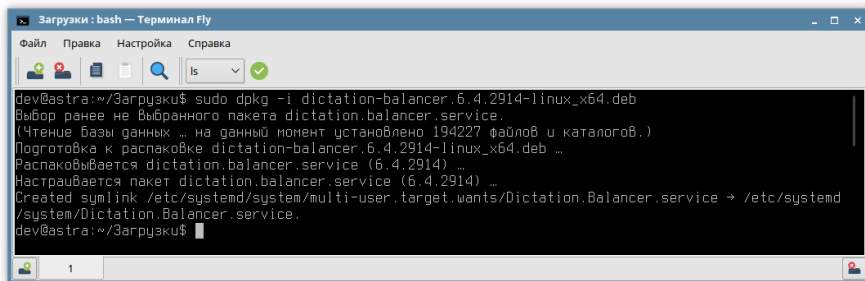 Загрузки : bash — Терминал Fly
Файл Правка Настройка Справка
ls
dev@astra:~/Загрузки$ sudo dpkg -i dictation-balancer.6.4.2914-linux_x64.deb
Выбор ранее не выбранного пакета dictation.balancer.service.
(Чтение базы данных … на данный момент установлено 194227 файлов и каталогов.)
Подготовка к распаковке dictation-balancer.6.4.2914-linux_x64.deb …
Распаковывается dictation.balancer.service (6.4.2914) …
Настраивается пакет dictation.balancer.service (6.4.2914) …
Created symlink /etc/systemd/system/multi-user.target.wants/Dictation.Balancer.service → /etc/systemd
/system/Dictation.Balancer.service.
dev@astra:~/Загрузки$
1